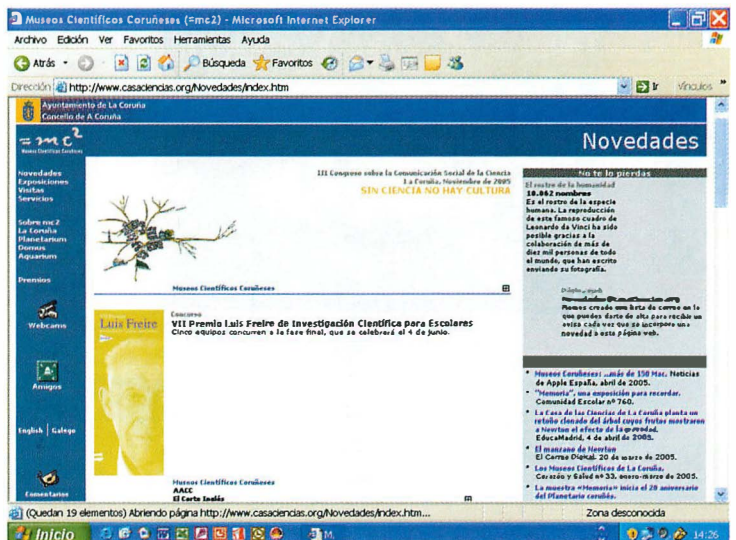 Museos Científicos Coruñeses (=mc2) - Microsoft Internet Explorer
Archivo Edición Ver Favoritos Herramientas Ayuda
Atrás Búsqueda Favoritos
Dirección http://www.casaciencias.org/Novedades/index.htm Ir Vínculos
Ayuntamiento de La Coruña
Concello de A Coruña
=mc2
Museos Científicos Coruñeses
Novedades
Novedades
Exposiciones
Visitas
Servicios
Sobre mc2
La Coruña
Planetarium
Domus
Aquarium
Premios
Webcams
Amigos
English | Galego
Comentarios
III Congreso sobre la Comunicación Social de la Ciencia
La Coruña, Noviembre de 2005
SIN CIENCIA NO HAY CULTURA
Museos Científicos Coruñeses
Luis Freire
Concurso
VII Premio Luis Freire de Investigación Científica para Escolares
Cinco equipos concurren a la fase final, que se celebrará el 4 de junio.
Museos Científicos Coruñeses
AACC
El Corte Inglés
No te lo pierdas
El rostro de la humanidad
10.062 nombres
Es el rostro de la especie
humana. La reproducción
de este famoso cuadro de
Leonardo da Vinci ha sido
posible gracias a la
colaboración de más de
diez mil personas de todo
el mundo, que han escrito
enviando su fotografía.
Hemos creado una lista de correo en la
que puedes darte de alta para recibir un
aviso cada vez que se incorpore una
novedad a esta página web.
Museos Coruñeses: ...más de 150 Mac. Noticias
de Apple España, abril de 2005.
"Memoria", una exposición para recordar.
Comunidad Escolar nº 760.
La Casa de las Ciencias de La Coruña planta un
retoño clonado del árbol cuyos frutos mostraron
a Newton el efecto de la gravedad.
EducaMadrid, 4 de abril de 2005.
El manzano de Newton
El Correo Digital. 20 de marzo de 2005.
Los Museos Científicos de La Coruña.
Corazón y Salud nº 33, enero-marzo de 2005.
La muestra «Memoria» inicia el 20 aniversario
del Planetario coruñés.
(Quedan 19 elementos) Abriendo página http://www.casaciencias.org/Novedades/index.htm... Zona desconocida
Inicio 14:26